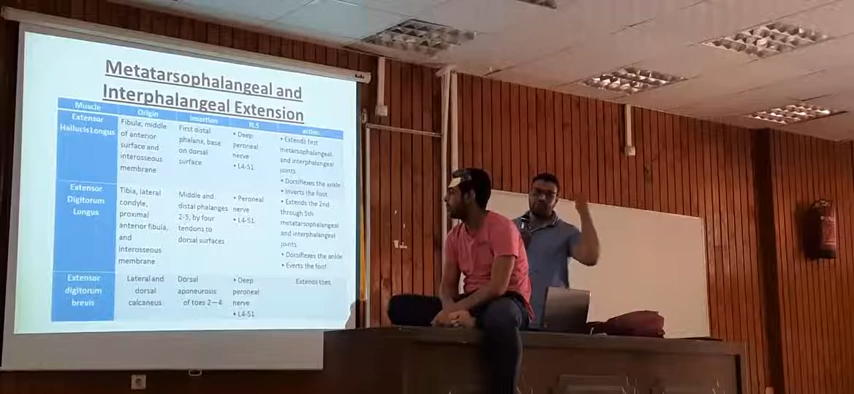 Metatarsophalangeal and
Interphalangeal Extension
Muscle Origin Insertion N.S action
Extensor
Hallucis Longus
Fibula, middle
of anterior
surface and
interosseous
membrane
First distal
phalanx, base
on dorsal
surface
• Deep
peroneal
nerve
• L4-S1
• Extends first
metatarsophalangeal
and interphalangeal
joints
• Dorsiflexes the ankle
• Inverts the foot
Extensor
Digitorum
Longus
Tibia, lateral
condyle,
proximal
anterior fibula,
and
interosseous
membrane
Middle and
distal phalanges
2-5, by four
tendons to
dorsal surfaces
• Peroneal
nerve
• L4-S1
• Extends the 2nd
through 5th
metatarsophalangeal
and interphalangeal
joints
• Dorsiflexes the ankle
• Everts the foot
Extensor
digitorum
brevis
Lateral and
dorsal
calcaneus
Dorsal
aponeurosis
of toes 2—4
• Deep
peroneal
nerve
• L4-S1
Extends toes